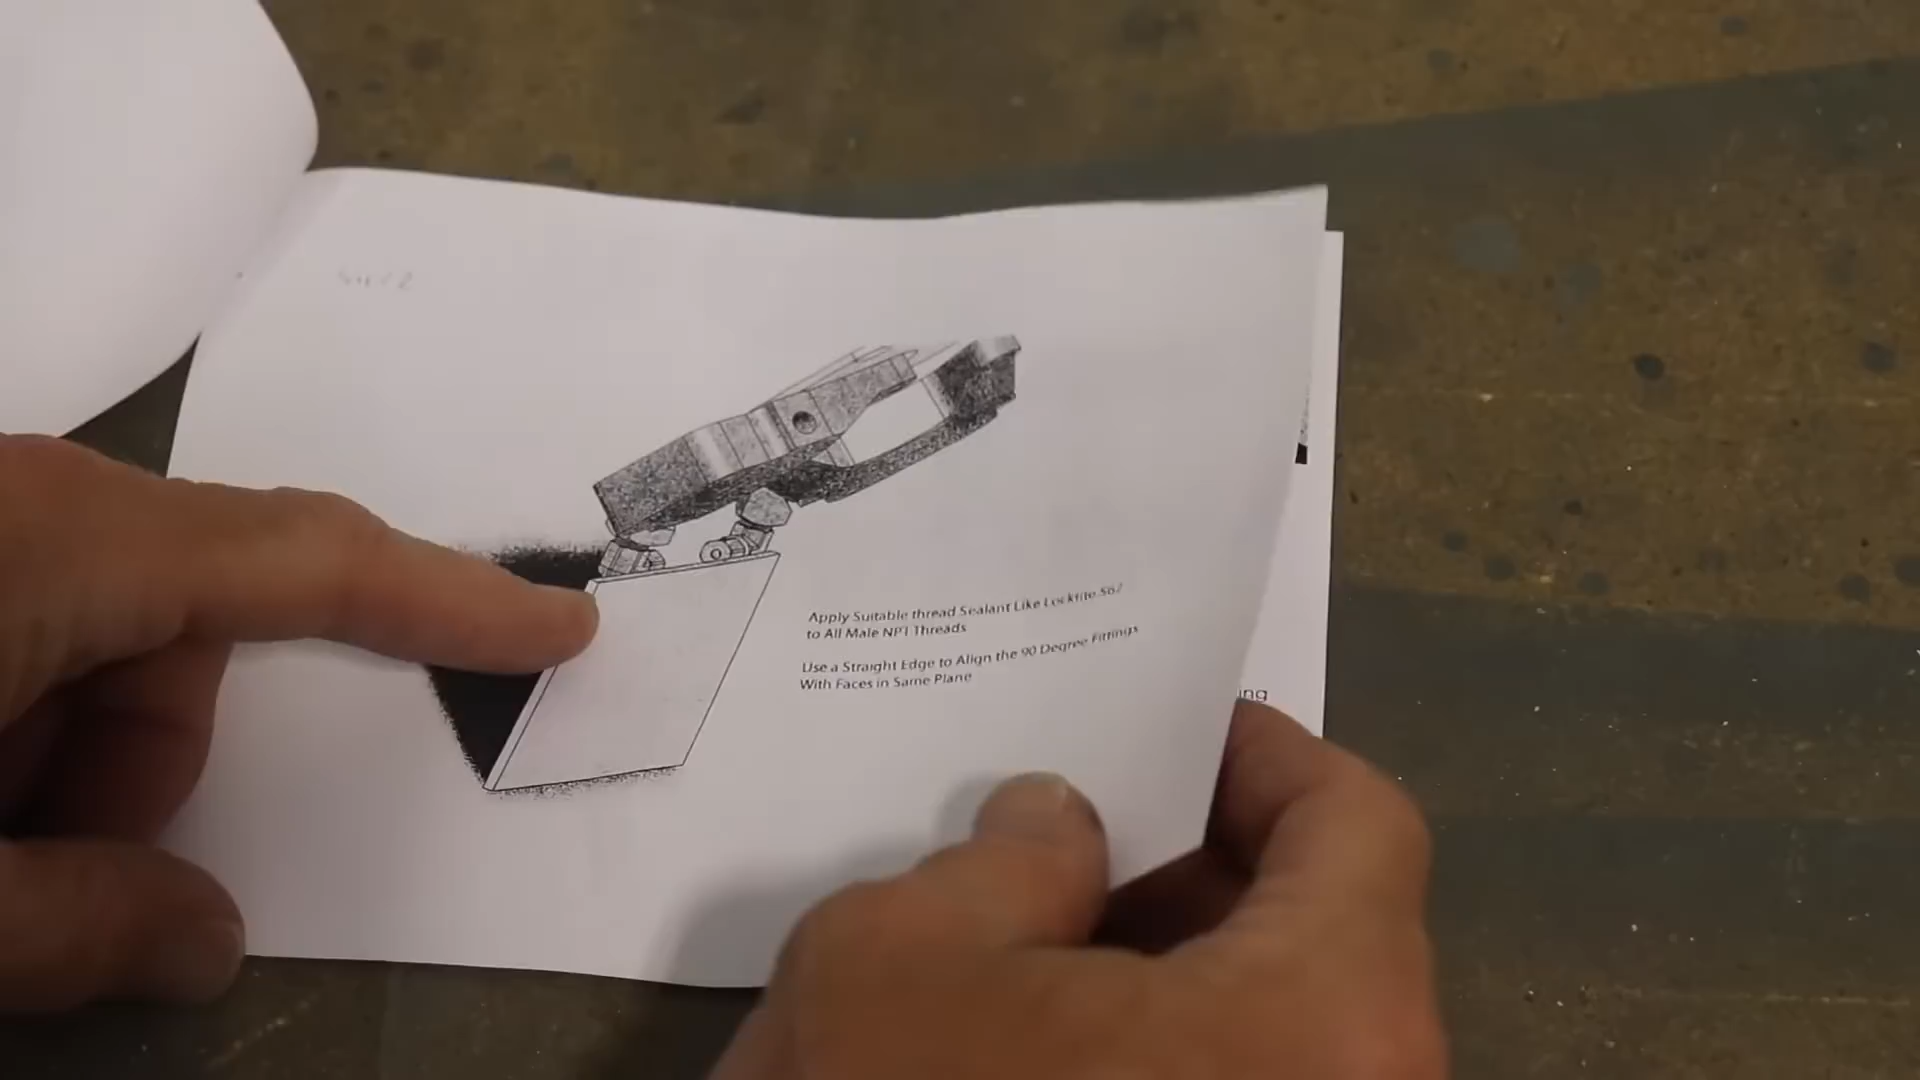 Apply Suitable thread Sealant Like Locktite 567
to All Male NPT Threads
Use a Straight Edge to Align the 90 Degree Fittings
With Faces in Same Plane
ing